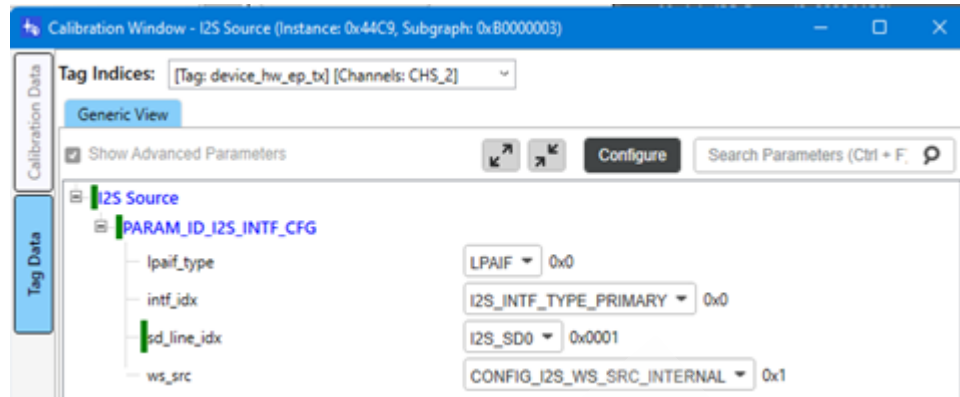 Calibration Window - I2S Source (Instance: 0x44C9, Subgraph: 0xB0000003)
Calibration Data
Tag Data
Tag Indices: [Tag: device_hw_ep_tx] [Channels: CHS_2]
Generic View
Show Advanced Parameters Configure Search Parameters (Ctrl + F
I2S Source
PARAM_ID_I2S_INTF_CFG
lpaif_type LPAIF 0x0
intf_idx I2S_INTF_TYPE_PRIMARY 0x0
sd_line_idx I2S_SD0 0x0001
ws_src CONFIG_I2S_WS_SRC_INTERNAL 0x1